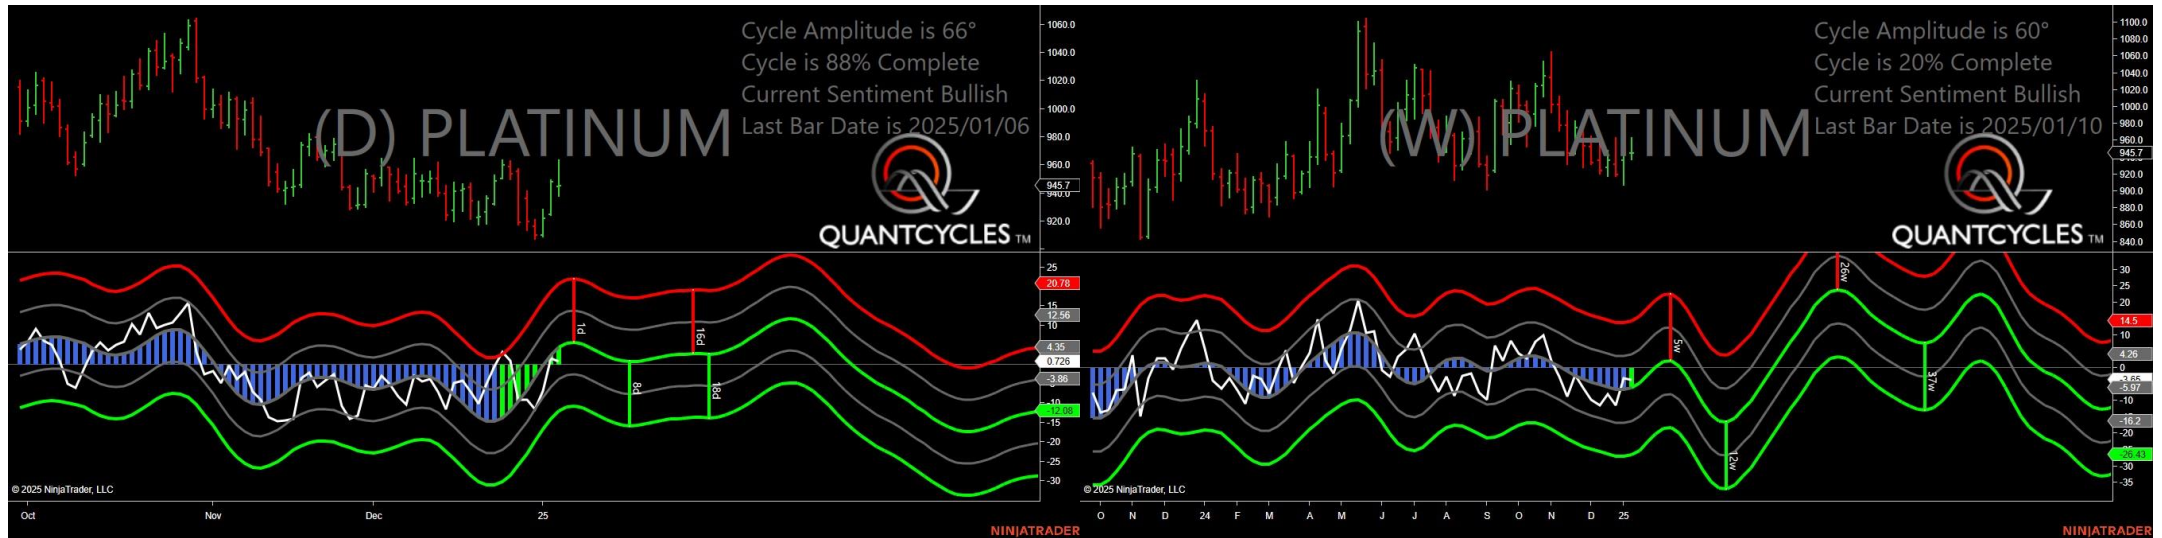 Cycle Amplitude is 66°
Cycle is 88% Complete
Current Sentiment Bullish
Last Bar Date is 2025/01/06
(D) PLATINUM
QUANTCYCLES TM
1060.0
1040.0
1020.0
1000.0
980.0
960.0
945.7
940.0
920.0
25
20.78
15
12.56
10
4.35
0.726
-3.86
-10
-12.08
-15
-20
-25
-30
1d
8d
16d
18d
© 2025 NinjaTrader, LLC
Oct
Nov
Dec
25
NINJATRADER
Cycle Amplitude is 60°
Cycle is 20% Complete
Current Sentiment Bullish
Last Bar Date is 2025/01/10
(W) PLATINUM
QUANTCYCLES TM
1100.0
1080.0
1060.0
1040.0
1020.0
1000.0
980.0
960.0
945.7
920.0
900.0
880.0
860.0
840.0
30
25
20
14.5
10
4.26
0
-3.65
-5.97
-10
-16.2
-20
-26.43
-30
-35
5w
12w
26w
37w
© 2025 NinjaTrader, LLC
O N D 24 F M A M J J A S O N D 25
NINJATRADER